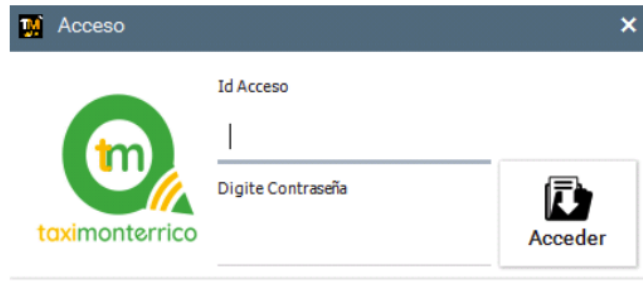 TM Acceso
Id Acceso
tm
Digite Contraseña
taximonterrico
Acceder